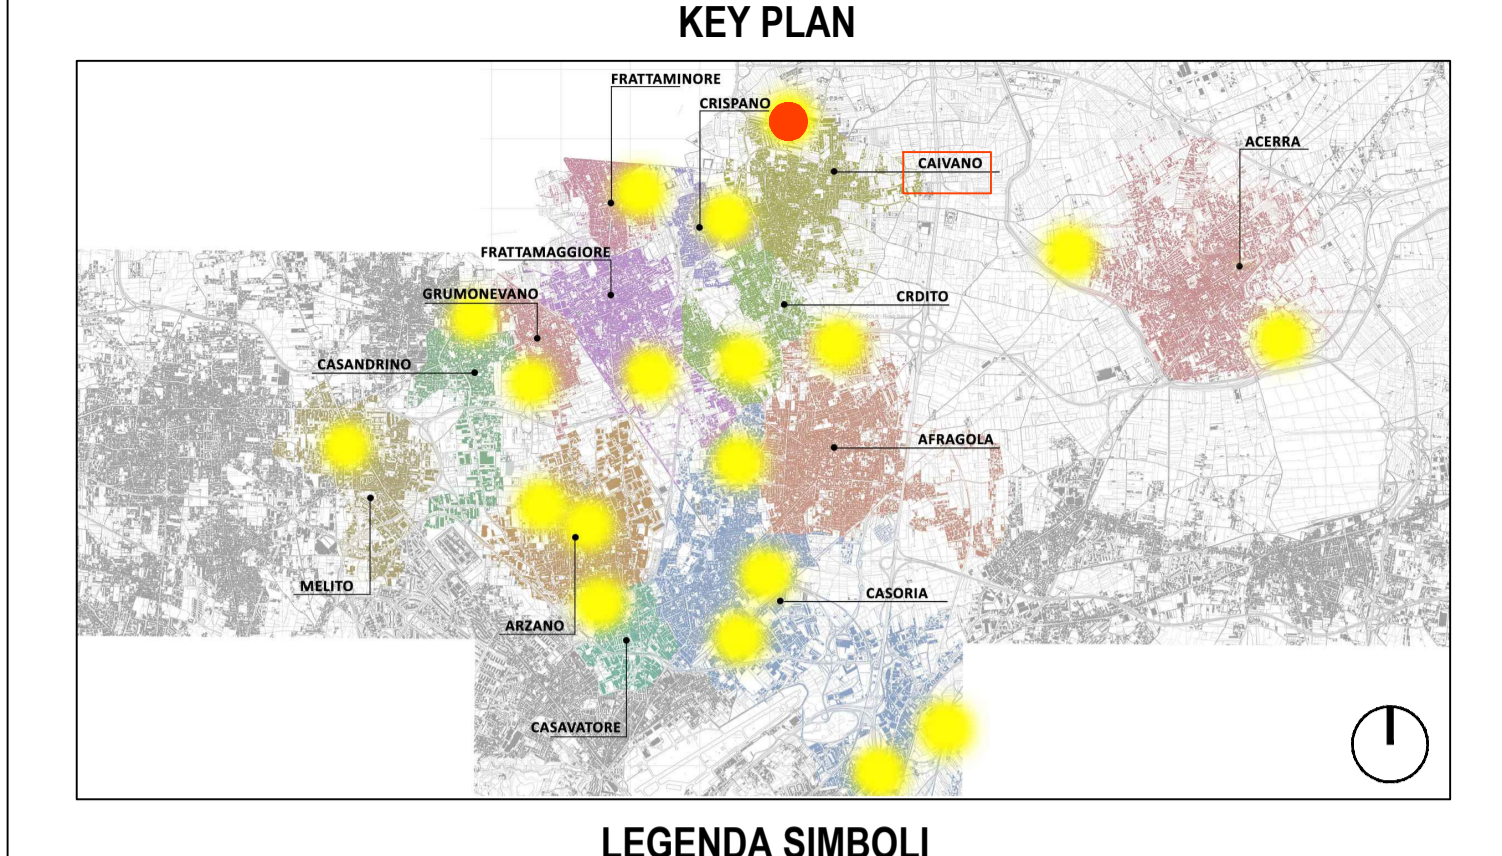 KEY PLAN
FRATTAMINORE
CRISPANO
ACERRA
CAIVANO
FRATTAMAGGIORE
GRUMONEVANO
CRDITO
CASANDRINO
AFRAGOLA
MELITO
CASORIA
ARZANO
CASAVATORE
LEGENDA SIMBOLI